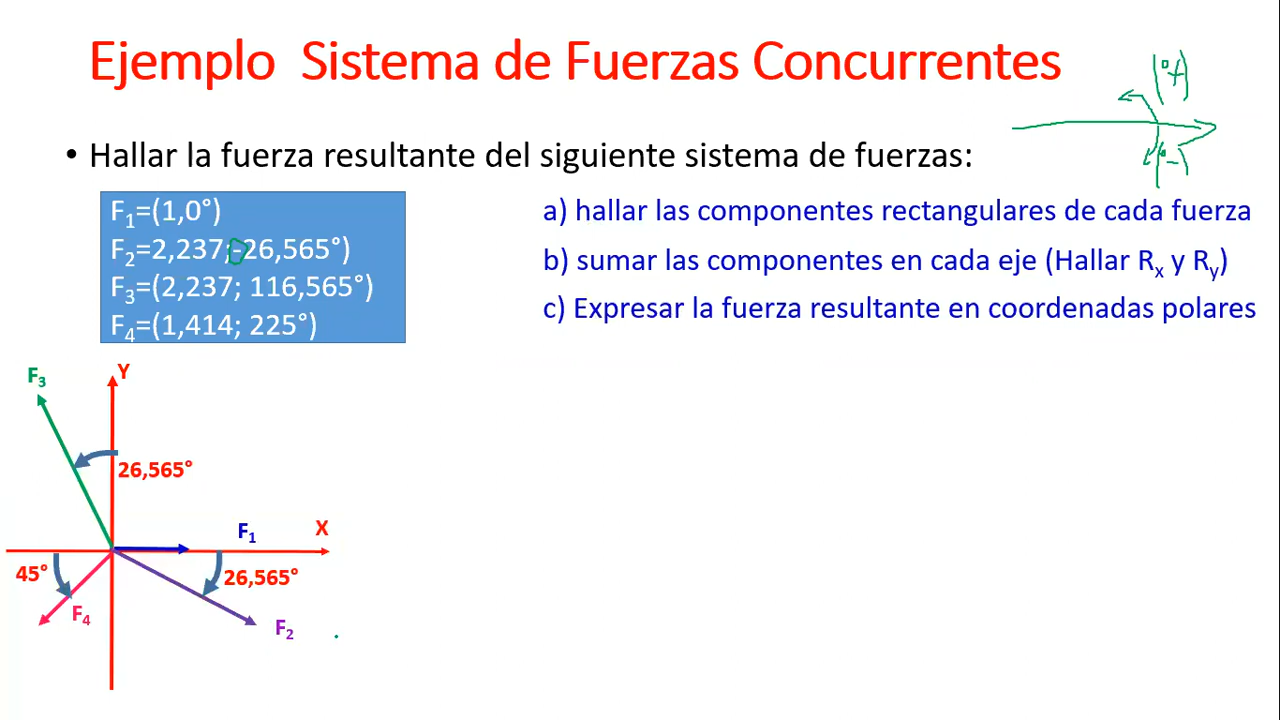 Ejemplo Sistema de Fuerzas Concurrentes
• Hallar la fuerza resultante del siguiente sistema de fuerzas:
F₁=(1,0°)
F₂=2,237;-26,565°)
F₃=(2,237; 116,565°)
F₄=(1,414; 225°)
a) hallar las componentes rectangulares de cada fuerza
b) sumar las componentes en cada eje (Hallar Rₓ y Rᵧ)
c) Expresar la fuerza resultante en coordenadas polares
F₃
Y
26,565°
F₁
X
45°
26,565°
F₄
F₂